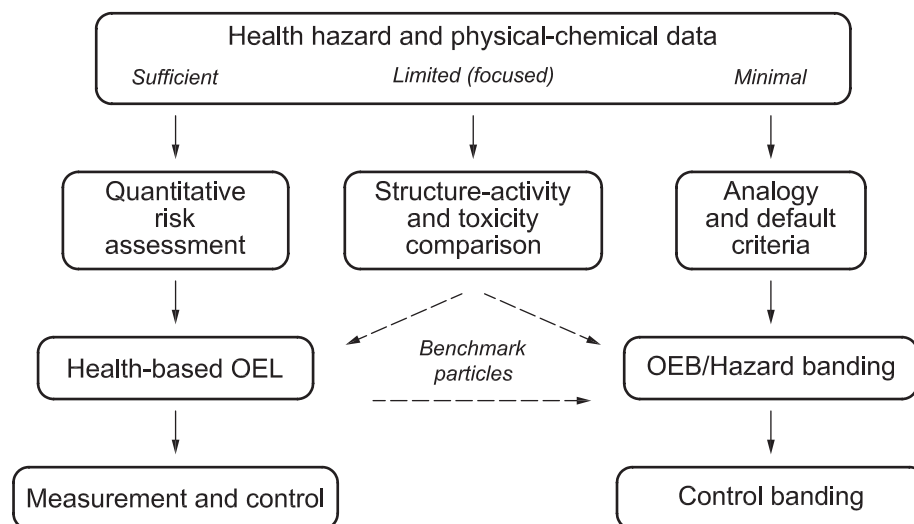 Health hazard and physical-chemical data
Sufficient
Limited (focused)
Minimal
Quantitative
risk
assessment
Structure-activity
and toxicity
comparison
Analogy
and default
criteria
Health-based OEL
Benchmark
particles
OEB/Hazard banding
Measurement and control
Control banding